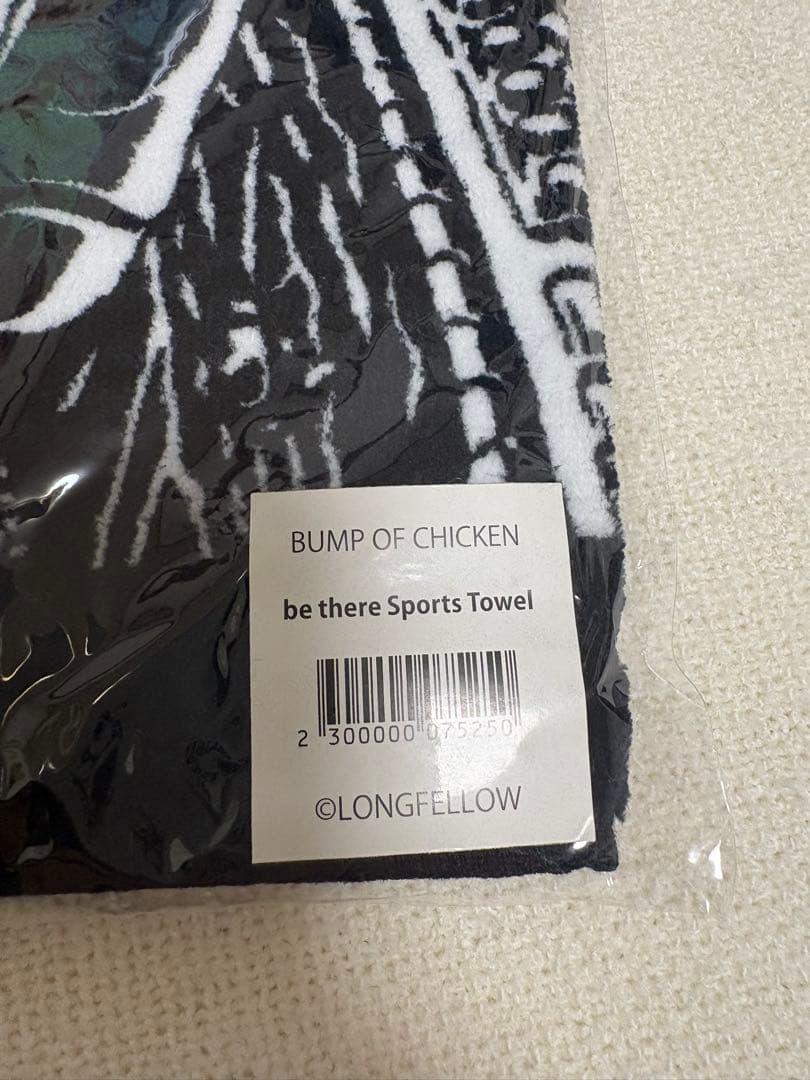 BUMP OF CHICKEN
be there Sports Towel
2 300000 075250
©LONGFELLOW